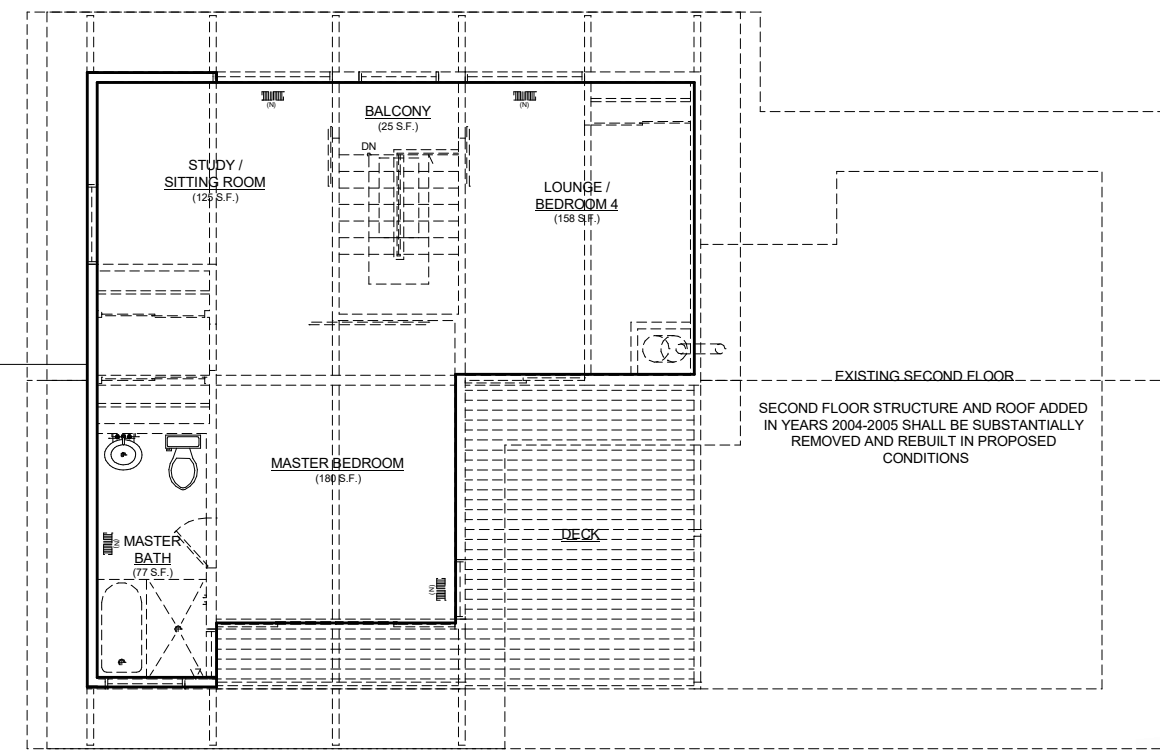 BALCONY
(25 S.F.)
(N)
(N)
DN
STUDY /
SITTING ROOM
(125 S.F.)
LOUNGE /
BEDROOM 4
(158 S.F.)
EXISTING SECOND FLOOR
SECOND FLOOR STRUCTURE AND ROOF ADDED
IN YEARS 2004-2005 SHALL BE SUBSTANTIALLY
REMOVED AND REBUILT IN PROPOSED
CONDITIONS
MASTER BEDROOM
(180 S.F.)
DECK
MASTER
BATH
(77 S.F.)
(N)
(N)